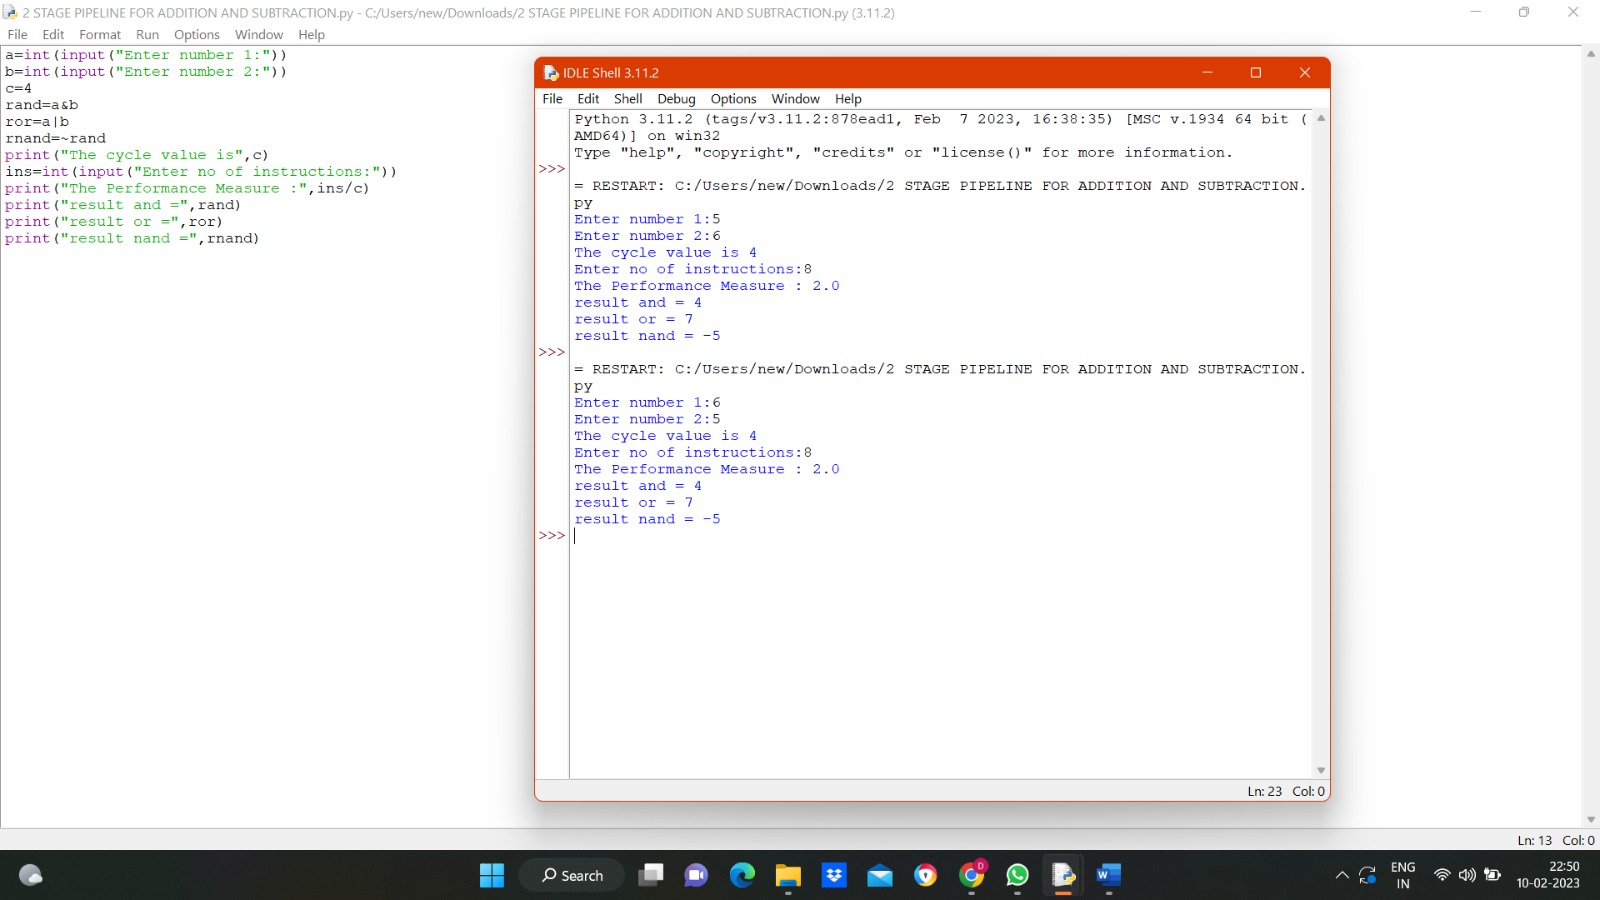 2 STAGE PIPELINE FOR ADDITION AND SUBTRACTION.py - C:/Users/new/Downloads/2 STAGE PIPELINE FOR ADDITION AND SUBTRACTION.py (3.11.2)
File Edit Format Run Options Window Help
a=int(input("Enter number 1:"))
b=int(input("Enter number 2:"))
c=4
rand=a&b
ror=a|b
rnand=~rand
print("The cycle value is",c)
ins=int(input("Enter no of instructions:"))
print("The Performance Measure :",ins/c)
print("result and =",rand)
print("result or =",ror)
print("result nand =",rnand)
IDLE Shell 3.11.2
File Edit Shell Debug Options Window Help
Python 3.11.2 (tags/v3.11.2:878ead1, Feb  7 2023, 16:38:35) [MSC v.1934 64 bit (
AMD64)] on win32
Type "help", "copyright", "credits" or "license()" for more information.
>>>
= RESTART: C:/Users/new/Downloads/2 STAGE PIPELINE FOR ADDITION AND SUBTRACTION.
py
Enter number 1:5
Enter number 2:6
The cycle value is 4
Enter no of instructions:8
The Performance Measure : 2.0
result and = 4
result or = 7
result nand = -5
>>>
= RESTART: C:/Users/new/Downloads/2 STAGE PIPELINE FOR ADDITION AND SUBTRACTION.
py
Enter number 1:6
Enter number 2:5
The cycle value is 4
Enter no of instructions:8
The Performance Measure : 2.0
result and = 4
result or = 7
result nand = -5
>>>
Ln: 23 Col: 0
Ln: 13 Col: 0
Search
D
W
ENG
IN
22:50
10-02-2023